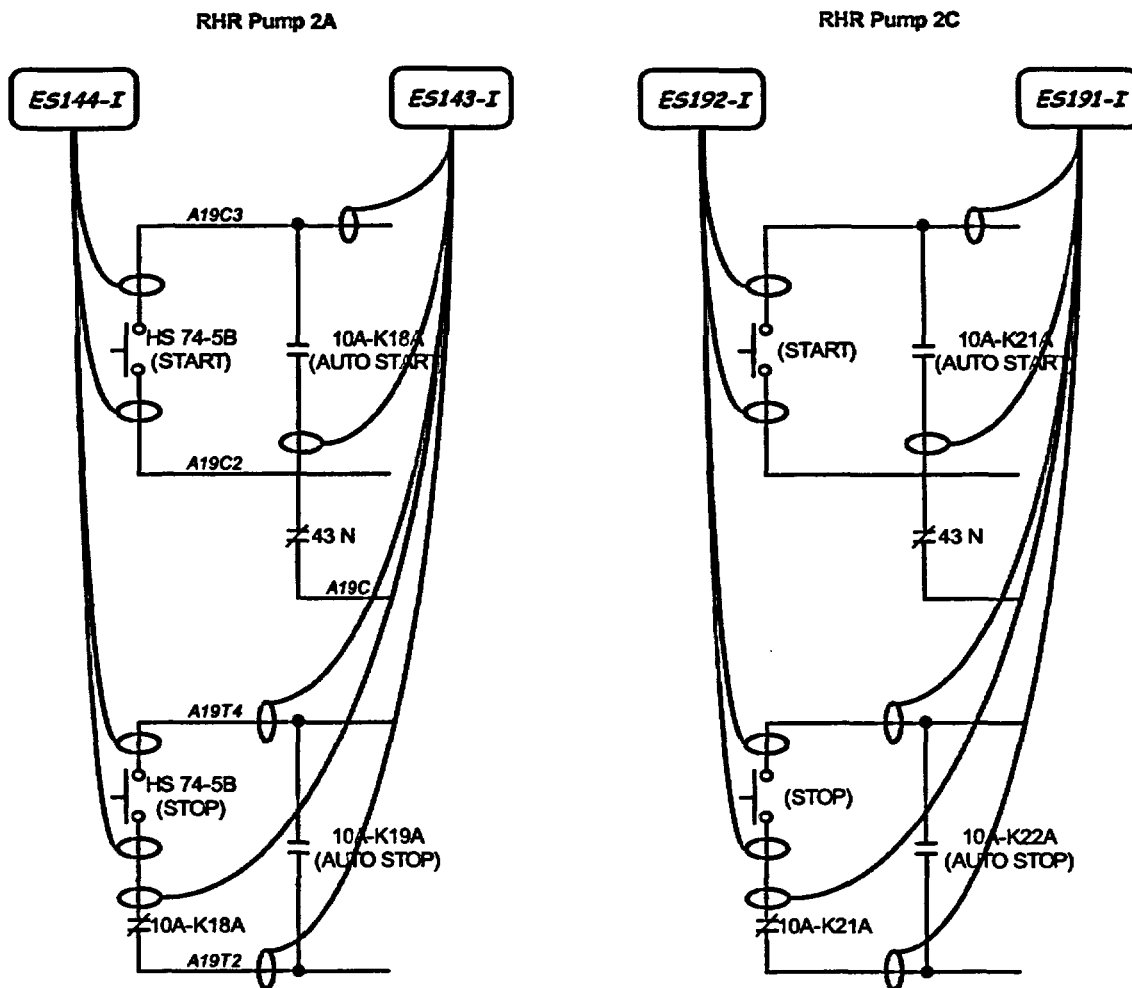 RHR Pump 2A
RHR Pump 2C
ES144-I
ES143-I
ES192-I
ES191-I
A19C3
HS 74-5B
(START)
10A-K18A
(AUTO START)
(START)
10A-K21A
(AUTO START)
A19C2
43 N
43 N
A19C
A19T4
HS 74-5B
(STOP)
10A-K19A
(AUTO STOP)
(STOP)
10A-K22A
(AUTO STOP)
10A-K18A
10A-K21A
A19T2